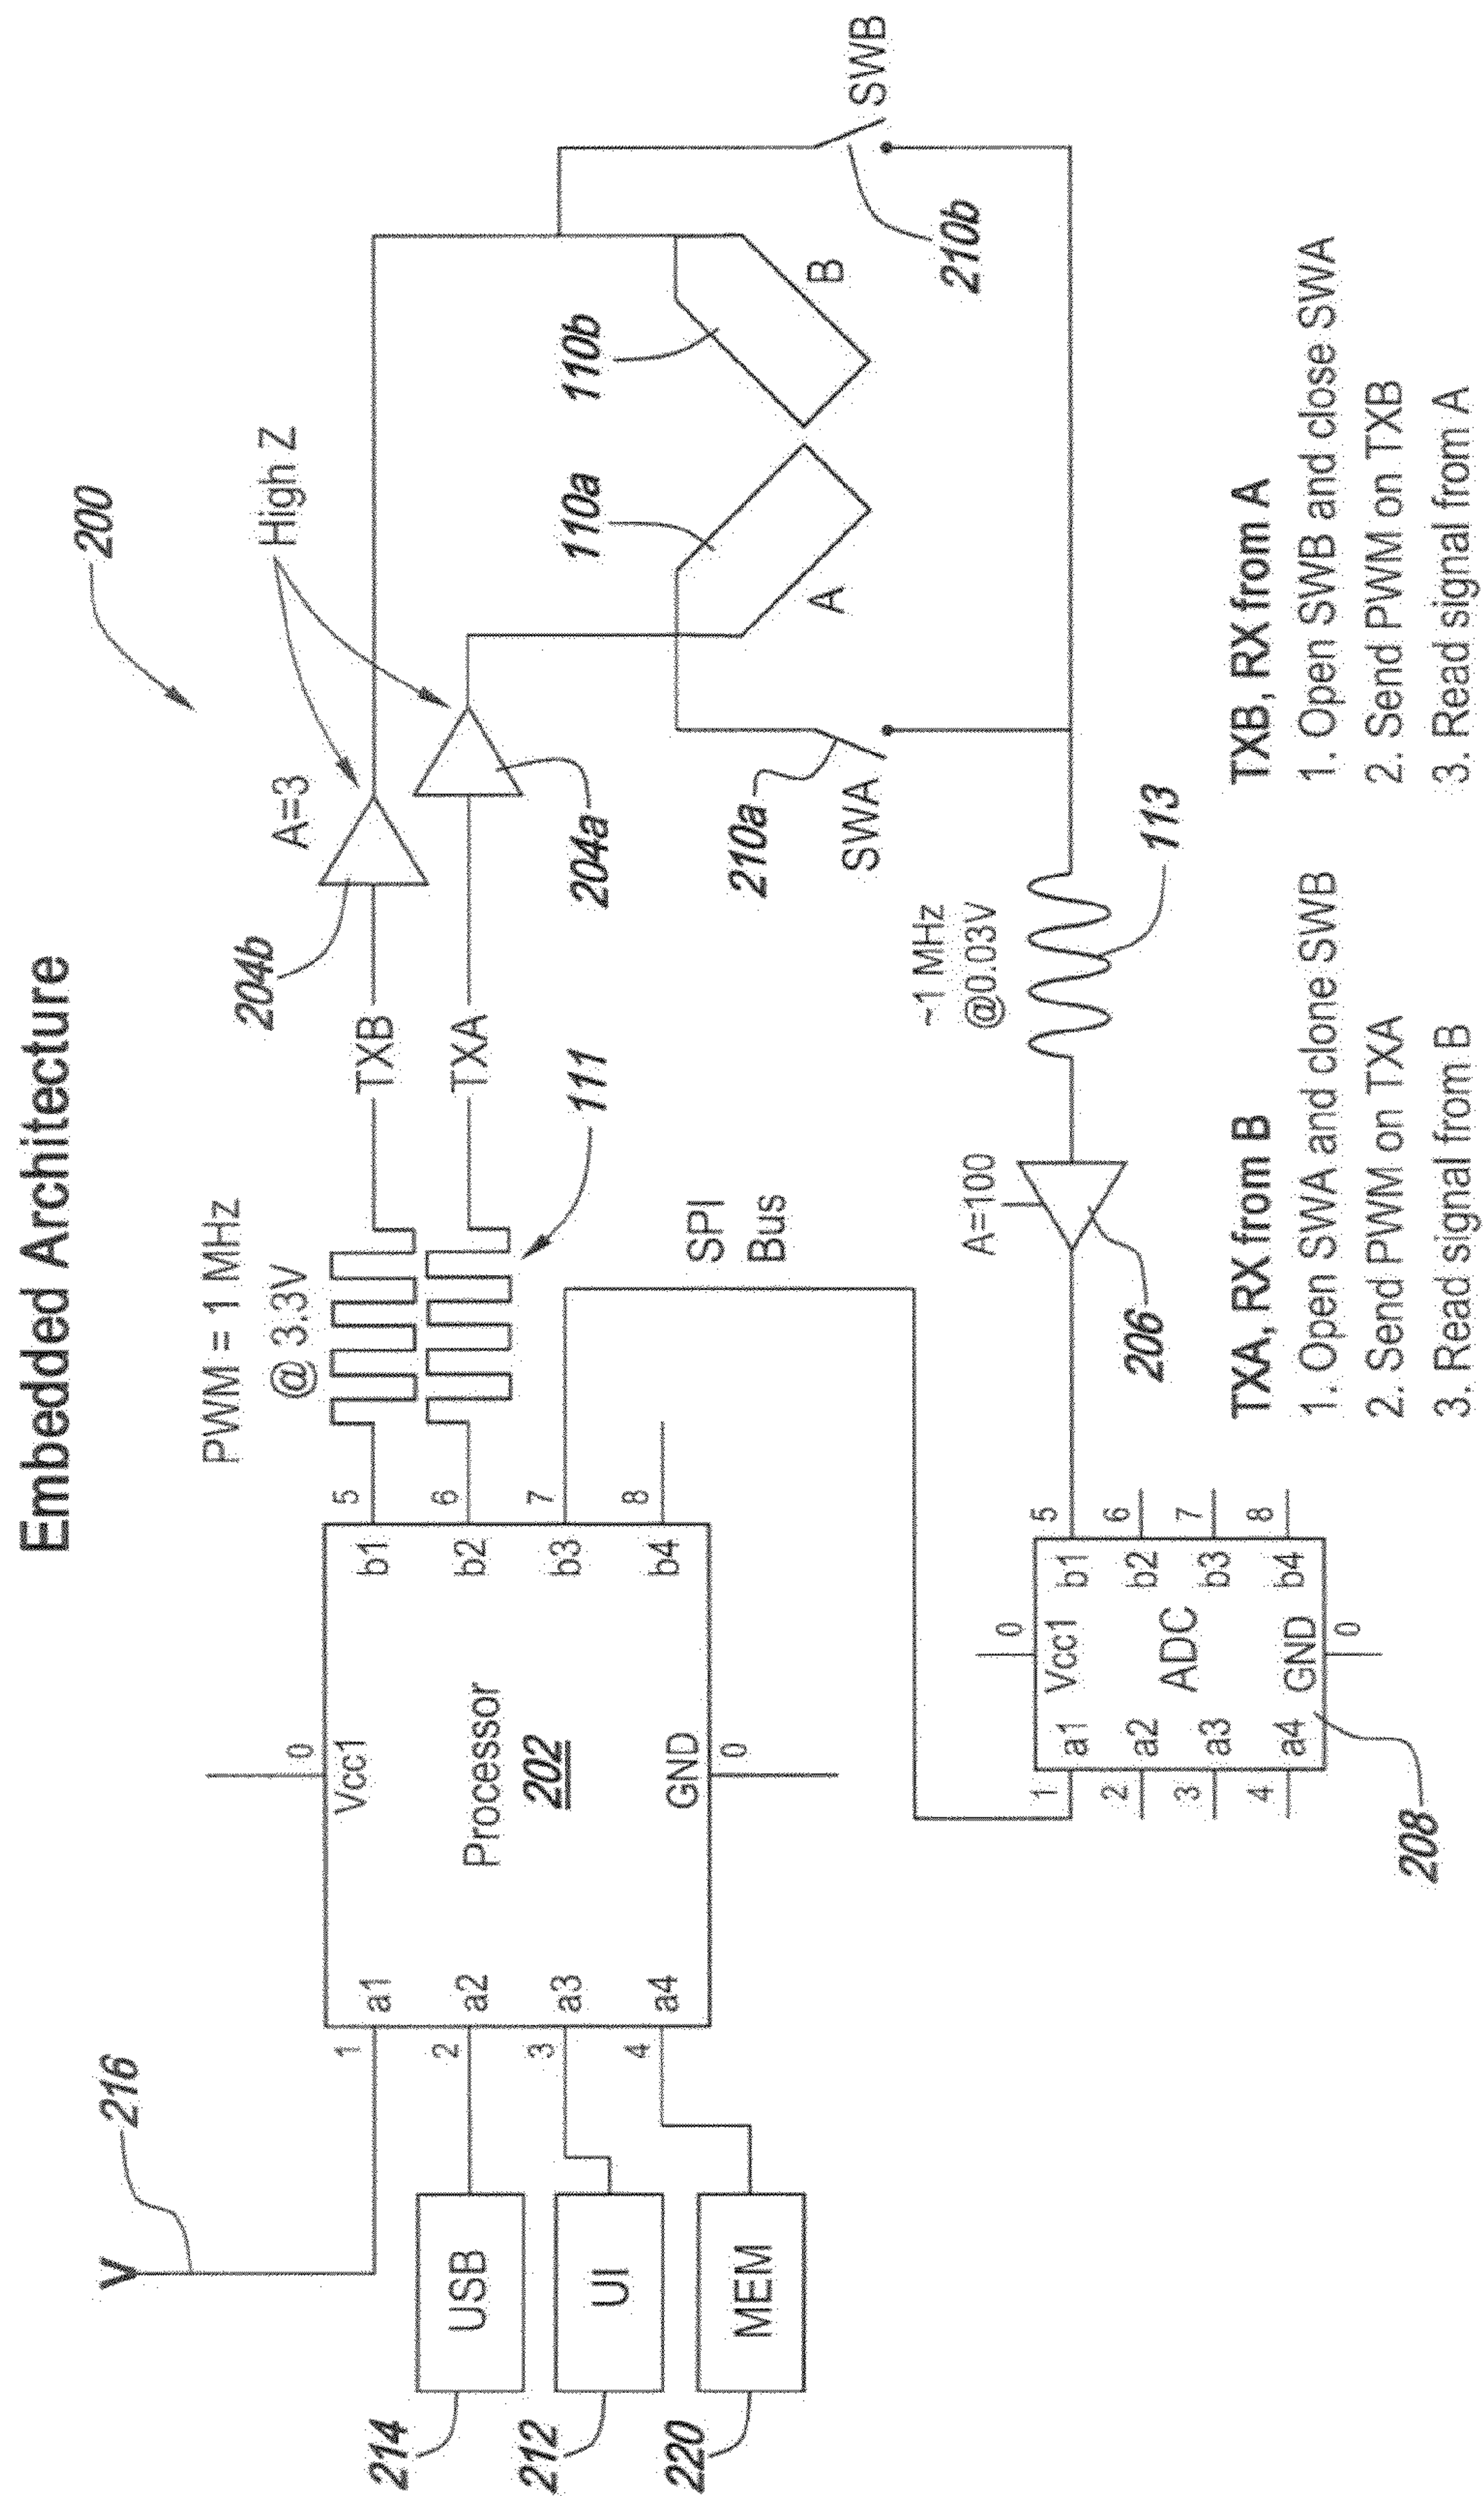 Embedded Architecture
200
216
PWM = 1 MHz
@ 3.3V
TXB
TXA
111
204b
A=3
204a
High Z
0
Vcc1
Processor
202
GND
0
1
a1
2
a2
3
a3
4
a4
b1
5
b2
6
b3
7
b4
8
214
USB
212
UI
220
MEM
SPI
Bus
110a
A
110b
B
210a
SWA
210b
SWB
~1 MHz
@0.03V
113
A=100
206
0
Vcc1
ADC
GND
0
1
a1
2
a2
3
a3
4
a4
b1
5
b2
6
b3
7
b4
8
208
TXA, RX from B
1. Open SWA and clone SWB
2. Send PWM on TXA
3. Read signal from B
TXB, RX from A
1. Open SWB and close SWA
2. Send PWM on TXB
3. Read signal from A